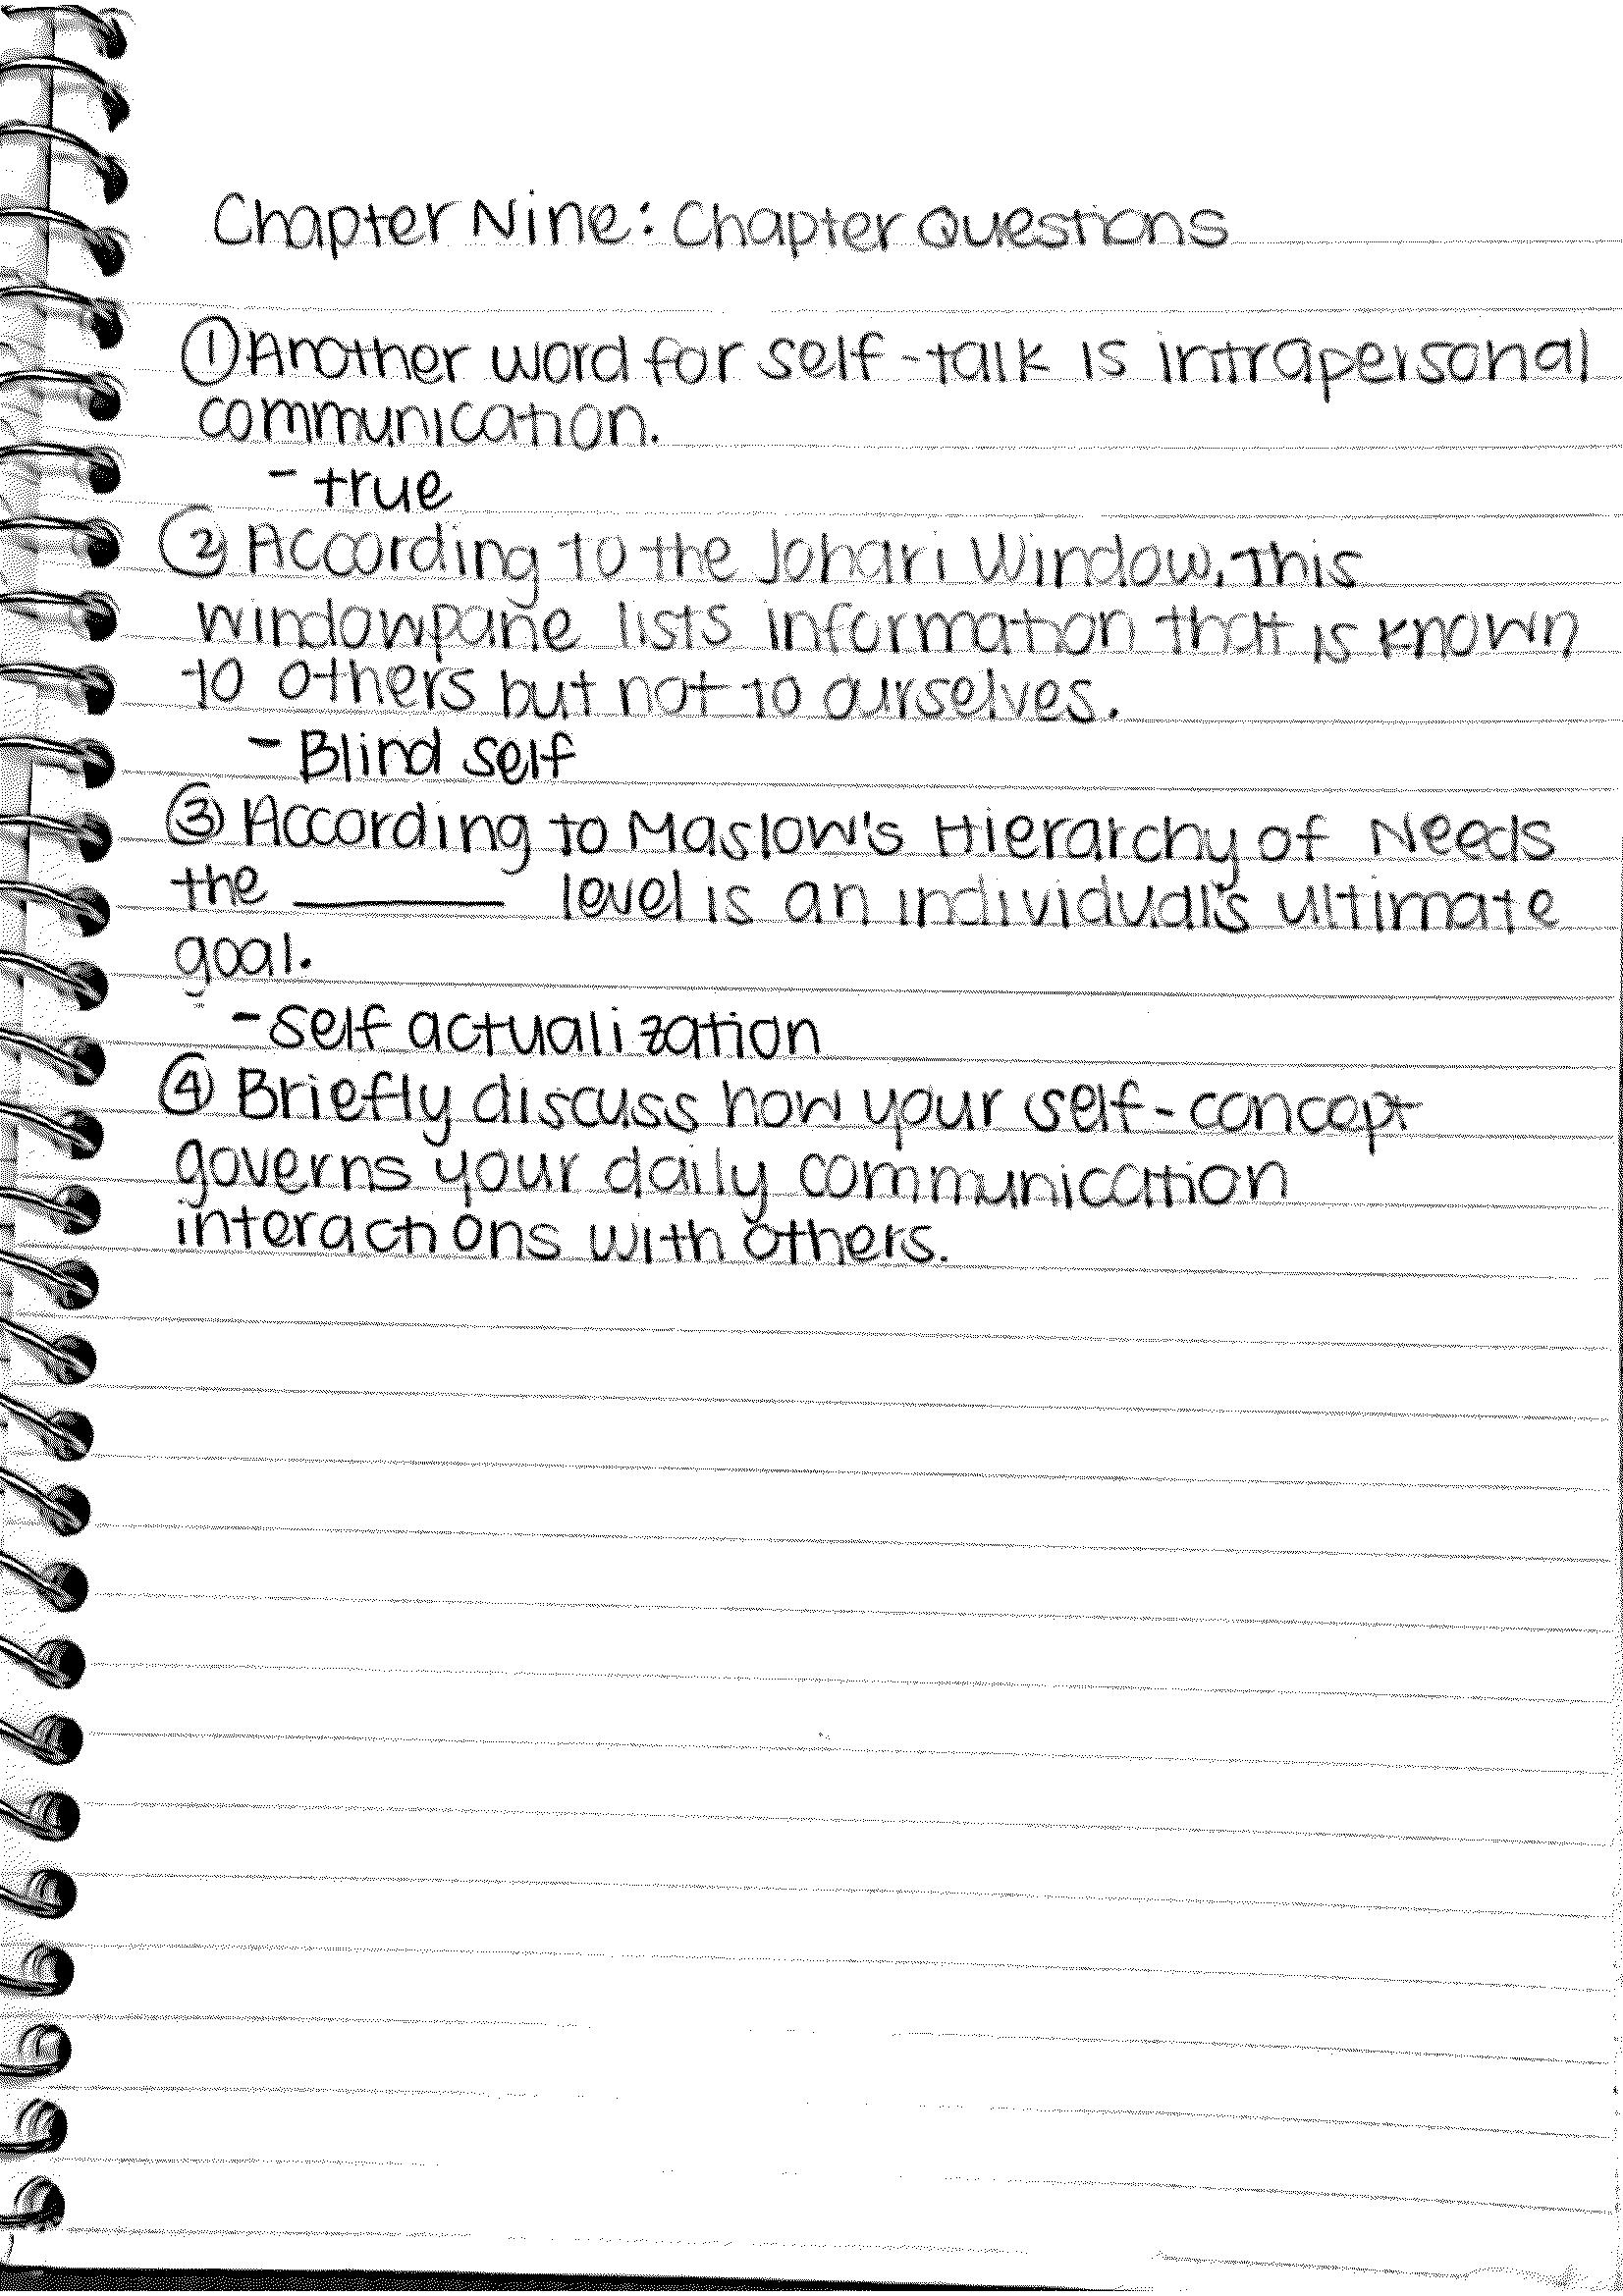 Chapter Nine: Chapter Questions
① Another word for self-talk is intrapersonal
communication.
- true
② According to the Johari Window, This
windowpane lists information that is known
to others but not to ourselves.
- Blind self
③ According to Maslow's Hierarchy of Needs
the ______ level is an individual's ultimate
goal.
- self actualization
④ Briefly discuss how your self-concept
governs your daily communication
interactions with others.